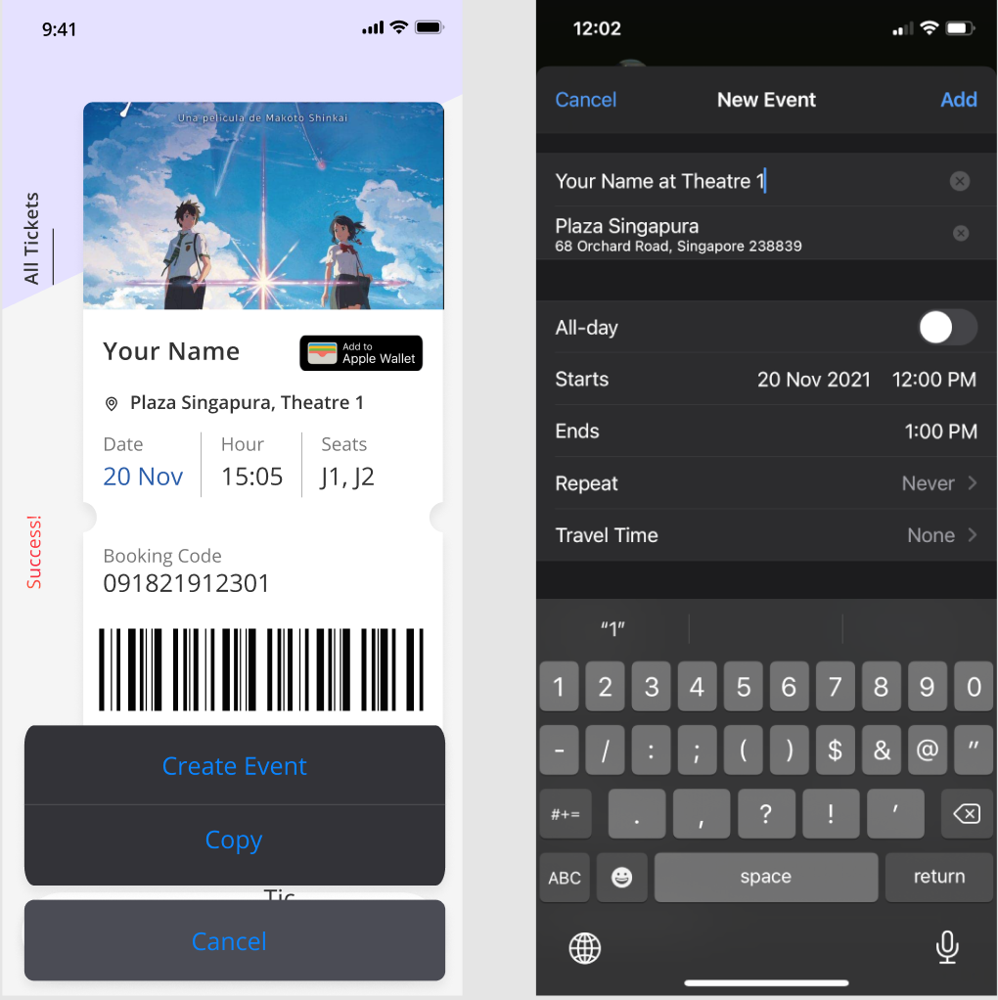 9:41
Una película de Makoto Shinkai
All Tickets
Your Name
Add to
Apple Wallet
Plaza Singapura, Theatre 1
Date
Hour
Seats
20 Nov
15:05
J1, J2
Success!
Booking Code
091821912301
Create Event
Copy
Tic
Cancel
12:02
Cancel
New Event
Add
Your Name at Theatre 1
Plaza Singapura
68 Orchard Road, Singapore 238839
All-day
Starts
20 Nov 2021
12:00 PM
Ends
1:00 PM
Repeat
Never
Travel Time
None
“1”
1 2 3 4 5 6 7 8 9 0
- / : ; ( ) $ & @ ”
#+= . , ? ! ’
ABC
space
return